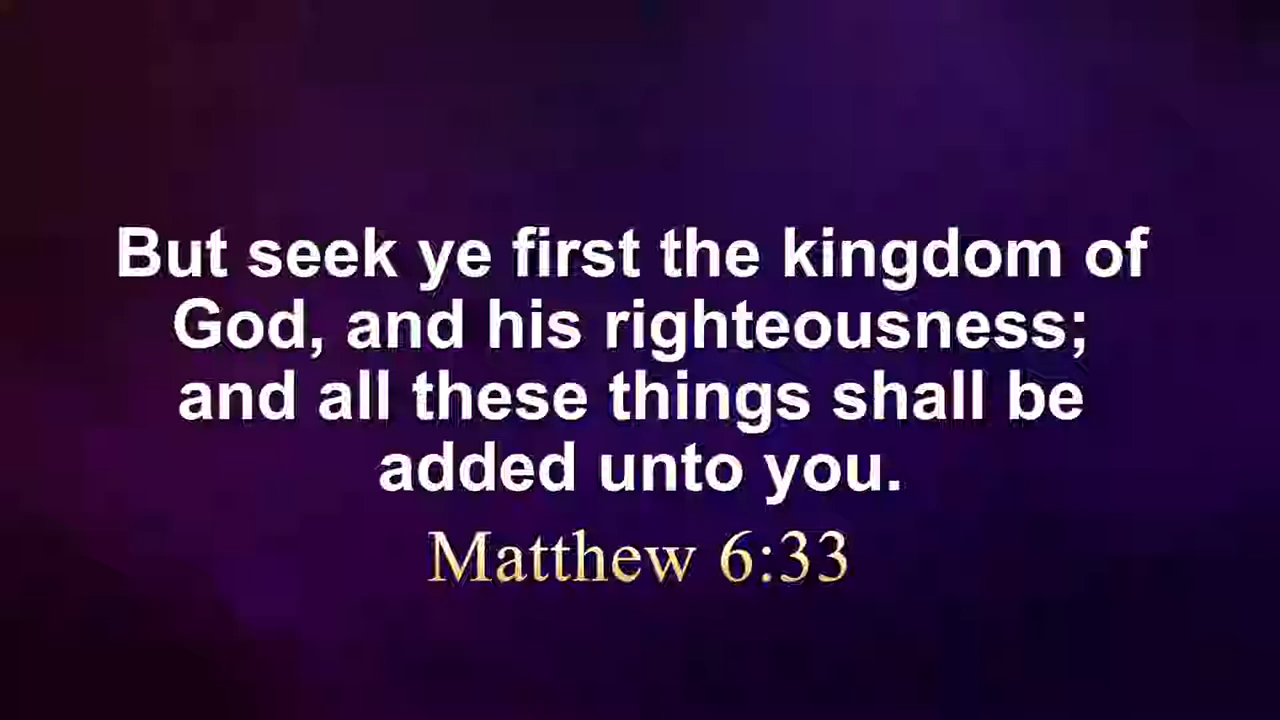 But seek ye first the kingdom of
God, and his righteousness;
and all these things shall be
added unto you.
Matthew 6:33